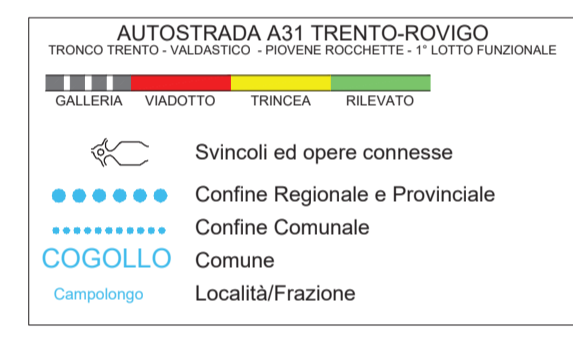 AUTOSTRADA A31 TRENTO-ROVIGO
TRONCO TRENTO - VALDASTICO - PIOVENE ROCCHETTE - 1° LOTTO FUNZIONALE
GALLERIA VIADOTTO TRINCEA RILEVATO
Svincoli ed opere connesse
Confine Regionale e Provinciale
Confine Comunale
COGOLLO Comune
Campolongo Località/Frazione